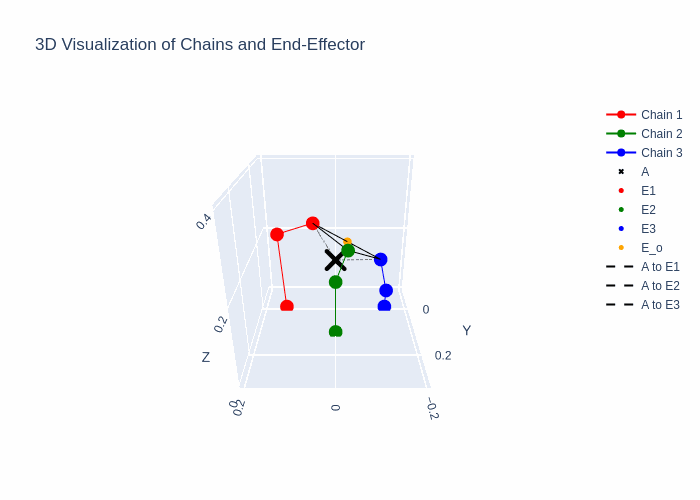 3D Visualization of Chains and End-Effector
Chain 1
Chain 2
Chain 3
A
E1
E2
E3
E_o
A to E1
A to E2
A to E3
0.4
0.2
0
Z
0
0.2
Y
0.2
0
−0.2